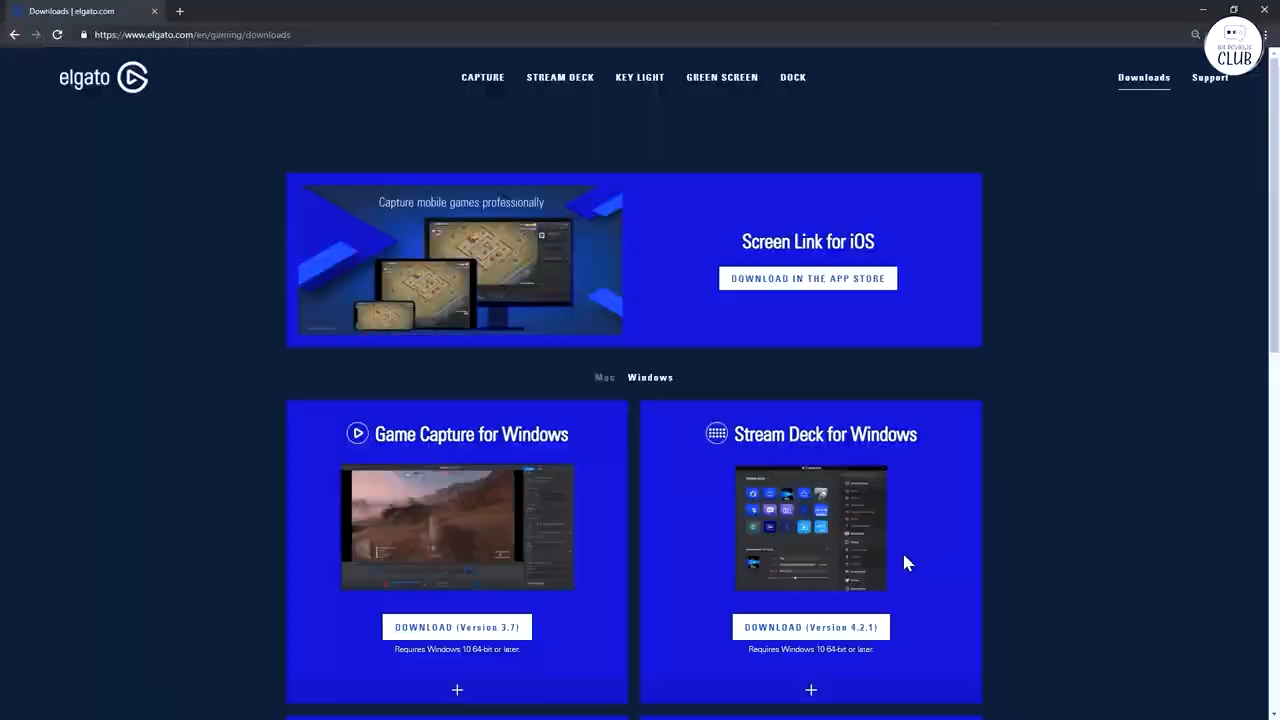 Downloads | elgato.com
https://www.elgato.com/en/gaming/downloads
CLUB
elgato
CAPTURE
STREAM DECK
KEY LIGHT
GREEN SCREEN
DOCK
Downloads
Support
Capture mobile games professionally
Screen Link for iOS
DOWNLOAD IN THE APP STORE
Mac
Windows
Game Capture for Windows
Stream Deck for Windows
DOWNLOAD (Version 3.7)
DOWNLOAD (Version 4.2.1)
Requires Windows 10 64-bit or later.
Requires Windows 10 64-bit or later.